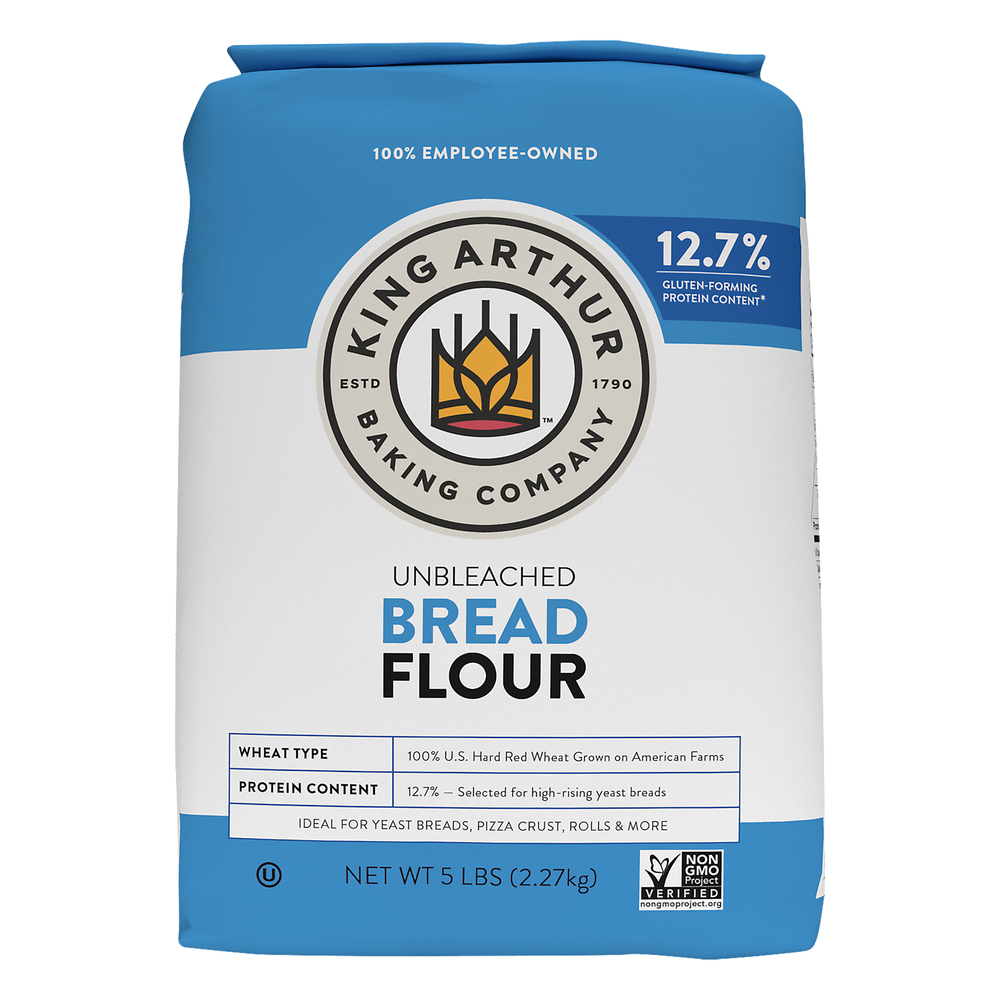 100% EMPLOYEE-OWNED
12.7%
GLUTEN-FORMING
PROTEIN CONTENT*
KING ARTHUR
ESTD 1790
BAKING COMPANY
™
UNBLEACHED
BREAD
FLOUR
WHEAT TYPE 100% U.S. Hard Red Wheat Grown on American Farms
PROTEIN CONTENT 12.7% — Selected for high-rising yeast breads
IDEAL FOR YEAST BREADS, PIZZA CRUST, ROLLS & MORE
U
NET WT 5 LBS (2.27kg)
NON
GMO
Project
VERIFIED
nongmoproject.org